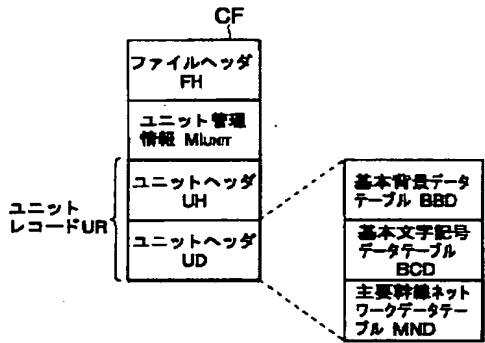 CF
ファイルヘッダ
FH
ユニット管理
情報 MIUNIT
ユニットヘッダ
UH
ユニットヘッダ
UD
ユニット
レコードUR
基本背景データ
テーブル BBD
基本文字記号
データテーブル
BCD
主要幹線ネット
ワークデータテー
ブル MND